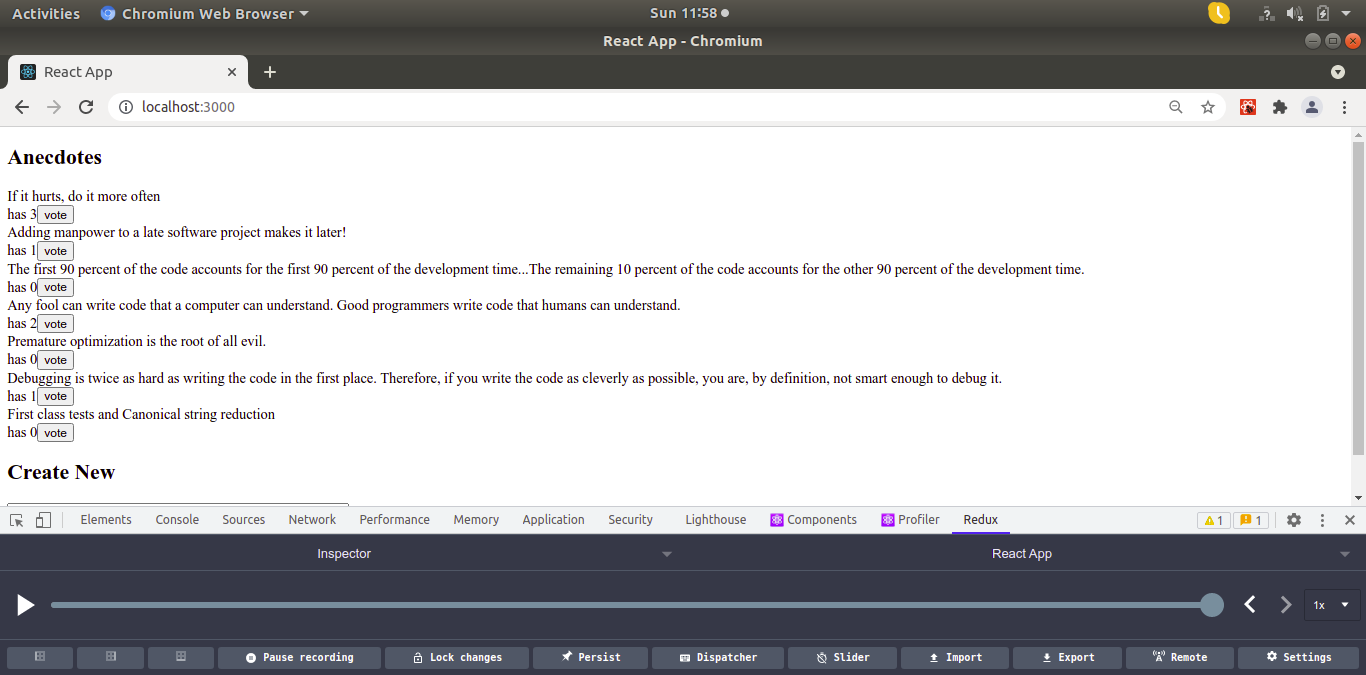 Activities Chromium Web Browser Sun 11:58
React App - Chromium
React App
localhost:3000
Anecdotes
If it hurts, do it more often
has 3 vote
Adding manpower to a late software project makes it later!
has 1 vote
The first 90 percent of the code accounts for the first 90 percent of the development time...The remaining 10 percent of the code accounts for the other 90 percent of the development time.
has 0 vote
Any fool can write code that a computer can understand. Good programmers write code that humans can understand.
has 2 vote
Premature optimization is the root of all evil.
has 0 vote
Debugging is twice as hard as writing the code in the first place. Therefore, if you write the code as cleverly as possible, you are, by definition, not smart enough to debug it.
has 1 vote
First class tests and Canonical string reduction
has 0 vote
Create New
Elements Console Sources Network Performance Memory Application Security Lighthouse Components Profiler Redux 1 1
Inspector React App
1x
Pause recording Lock changes Persist Dispatcher Slider Import Export Remote Settings